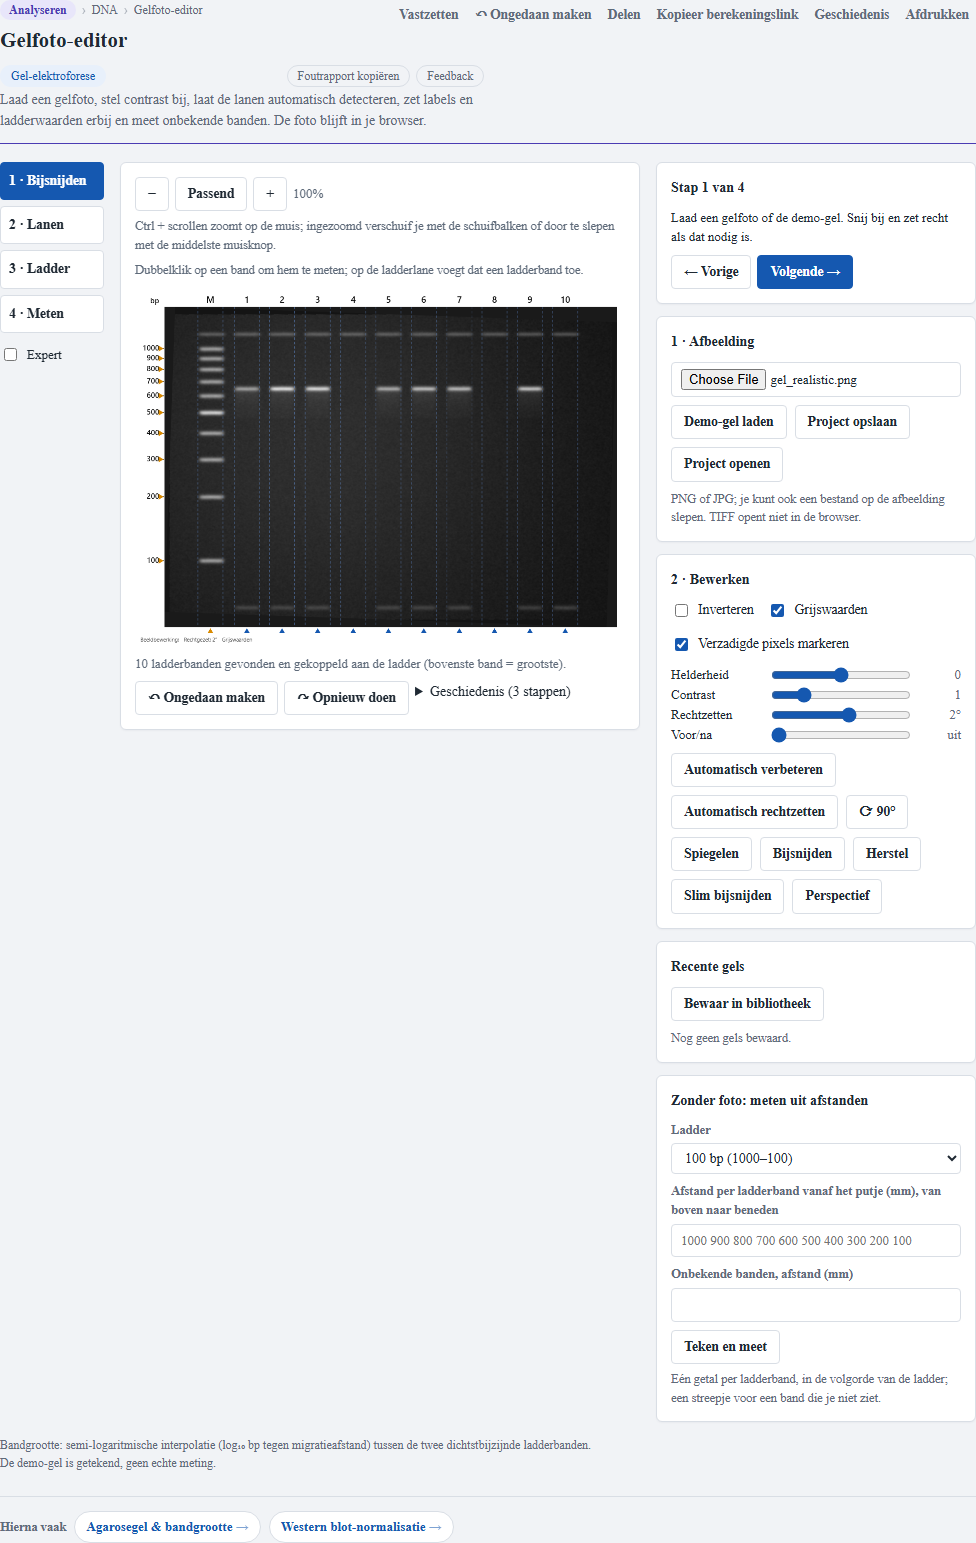 Analyseren › DNA › Gelfoto-editor
Vastzetten ↶ Ongedaan maken Delen Kopieer berekeningslink Geschiedenis Afdrukken
Gelfoto-editor
Gel-elektroforese Foutrapport kopiëren Feedback
Laad een gelfoto, stel contrast bij, laat de lanen automatisch detecteren, zet labels en
ladderwaarden erbij en meet onbekende banden. De foto blijft in je browser.
1 · Bijsnijden
2 · Lanen
3 · Ladder
4 · Meten
Expert
− Passend + 100%
Ctrl + scrollen zoomt op de muis; ingezoomd verschuif je met de schuifbalken of door te slepen
met de middelste muisknop.
Dubbelklik op een band om hem te meten; op de ladderlane voegt dat een ladderband toe.
bp M 1 2 3 4 5 6 7 8 9 10
1000
900
800
700
600
500
400
300
200
100
Beeldbewerking: Rechtgezet: 2° Grijswaarden
10 ladderbanden gevonden en gekoppeld aan de ladder (bovenste band = grootste).
↶ Ongedaan maken ↷ Opnieuw doen ▶ Geschiedenis (3 stappen)
Stap 1 van 4
Laad een gelfoto of de demo-gel. Snij bij en zet recht
als dat nodig is.
← Vorige Volgende →
1 · Afbeelding
Choose File gel_realistic.png
Demo-gel laden Project opslaan
Project openen
PNG of JPG; je kunt ook een bestand op de afbeelding
slepen. TIFF opent niet in de browser.
2 · Bewerken
Inverteren Grijswaarden
Verzadigde pixels markeren
Helderheid 0
Contrast 1
Rechtzetten 2°
Voor/na uit
Automatisch verbeteren
Automatisch rechtzetten ⟳ 90°
Spiegelen Bijsnijden Herstel
Slim bijsnijden Perspectief
Recente gels
Bewaar in bibliotheek
Nog geen gels bewaard.
Zonder foto: meten uit afstanden
Ladder
100 bp (1000–100)
Afstand per ladderband vanaf het putje (mm), van
boven naar beneden
1000 900 800 700 600 500 400 300 200 100
Onbekende banden, afstand (mm)
Teken en meet
Eén getal per ladderband, in de volgorde van de ladder;
een streepje voor een band die je niet ziet.
Bandgrootte: semi-logaritmische interpolatie (log₁₀ bp tegen migratieafstand) tussen de twee dichtstbijzijnde ladderbanden.
De demo-gel is getekend, geen echte meting.
Hierna vaak Agarosegel & bandgrootte → Western blot-normalisatie →